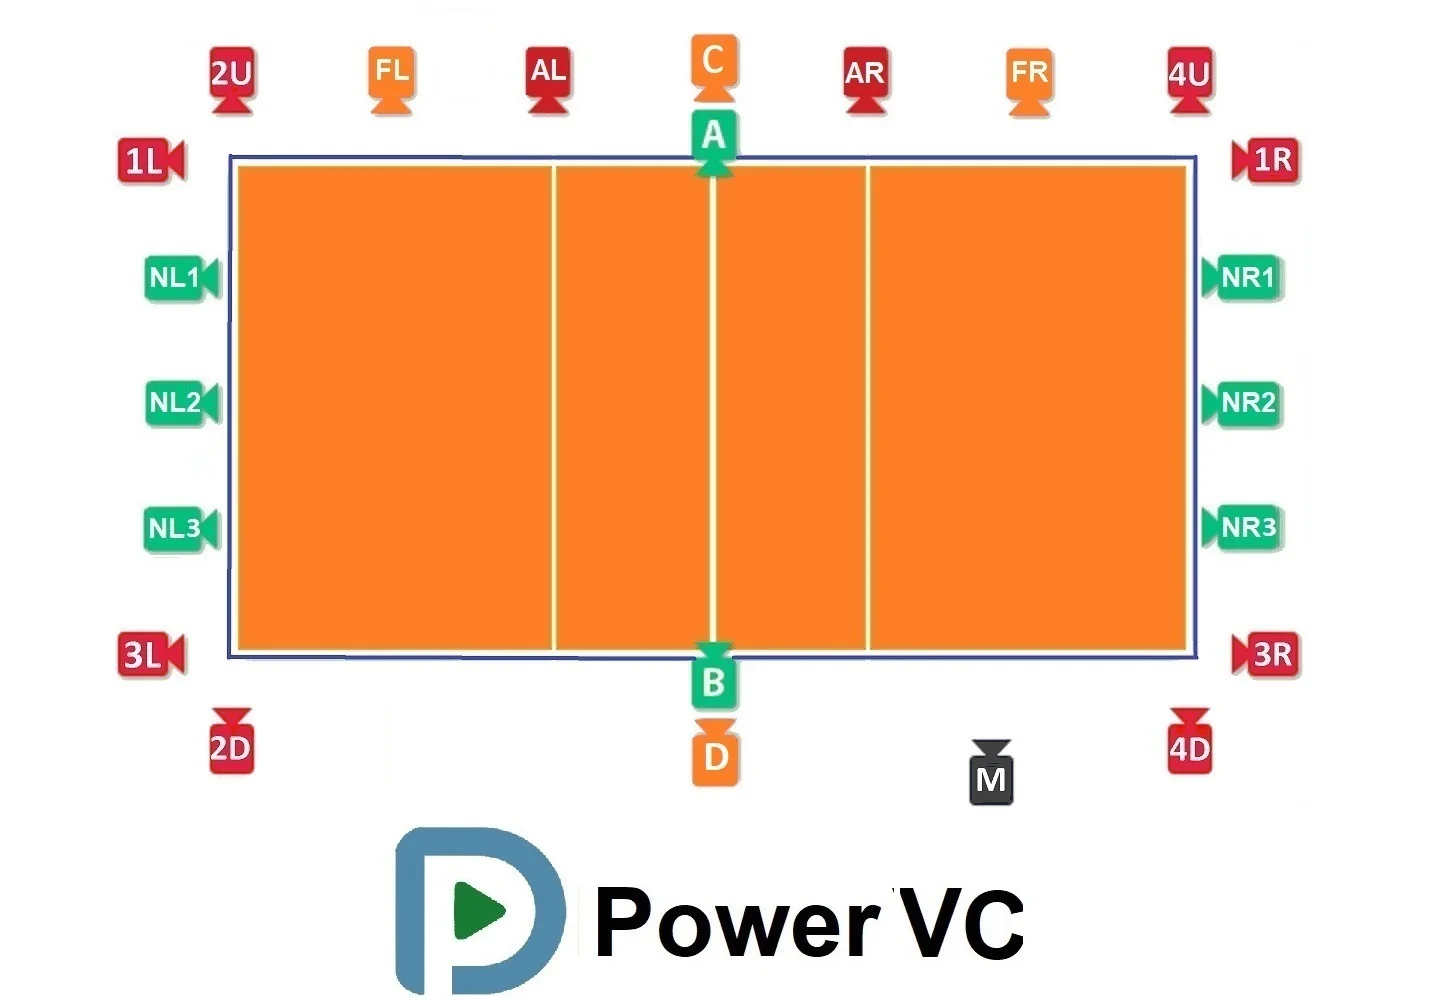 2U FL AL C AR FR 4U
A
1L 1R
NL1 NR1
NL2 NR2
NL3 NR3
3L 3R
B
2D D 4D
M
Power VC